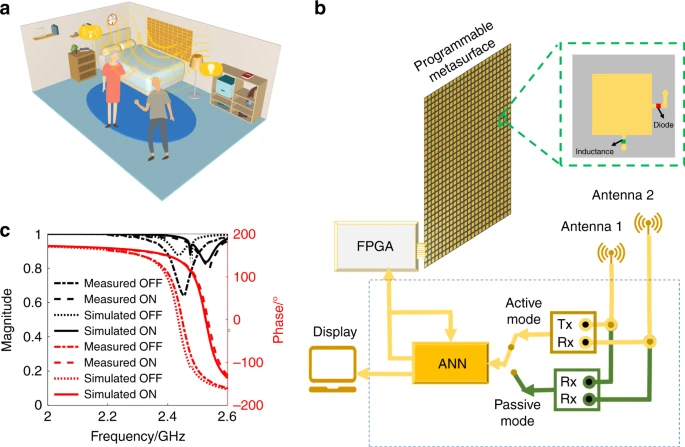 a
b
Programmable
metasurface
Diode
Inductance
Antenna 2
Antenna 1
FPGA
Active
mode
Tx
Rx
Display
ANN
Rx
Rx
Passive
mode
c
1
0.8
0.6
0.4
0.2
0
Magnitude
Measured OFF
Measured ON
Simulated OFF
Simulated ON
Measured OFF
Measured ON
Simulated OFF
Simulated ON
200
100
0
−100
−200
Phase/°
2
2.2
2.4
2.6
Frequency/GHz